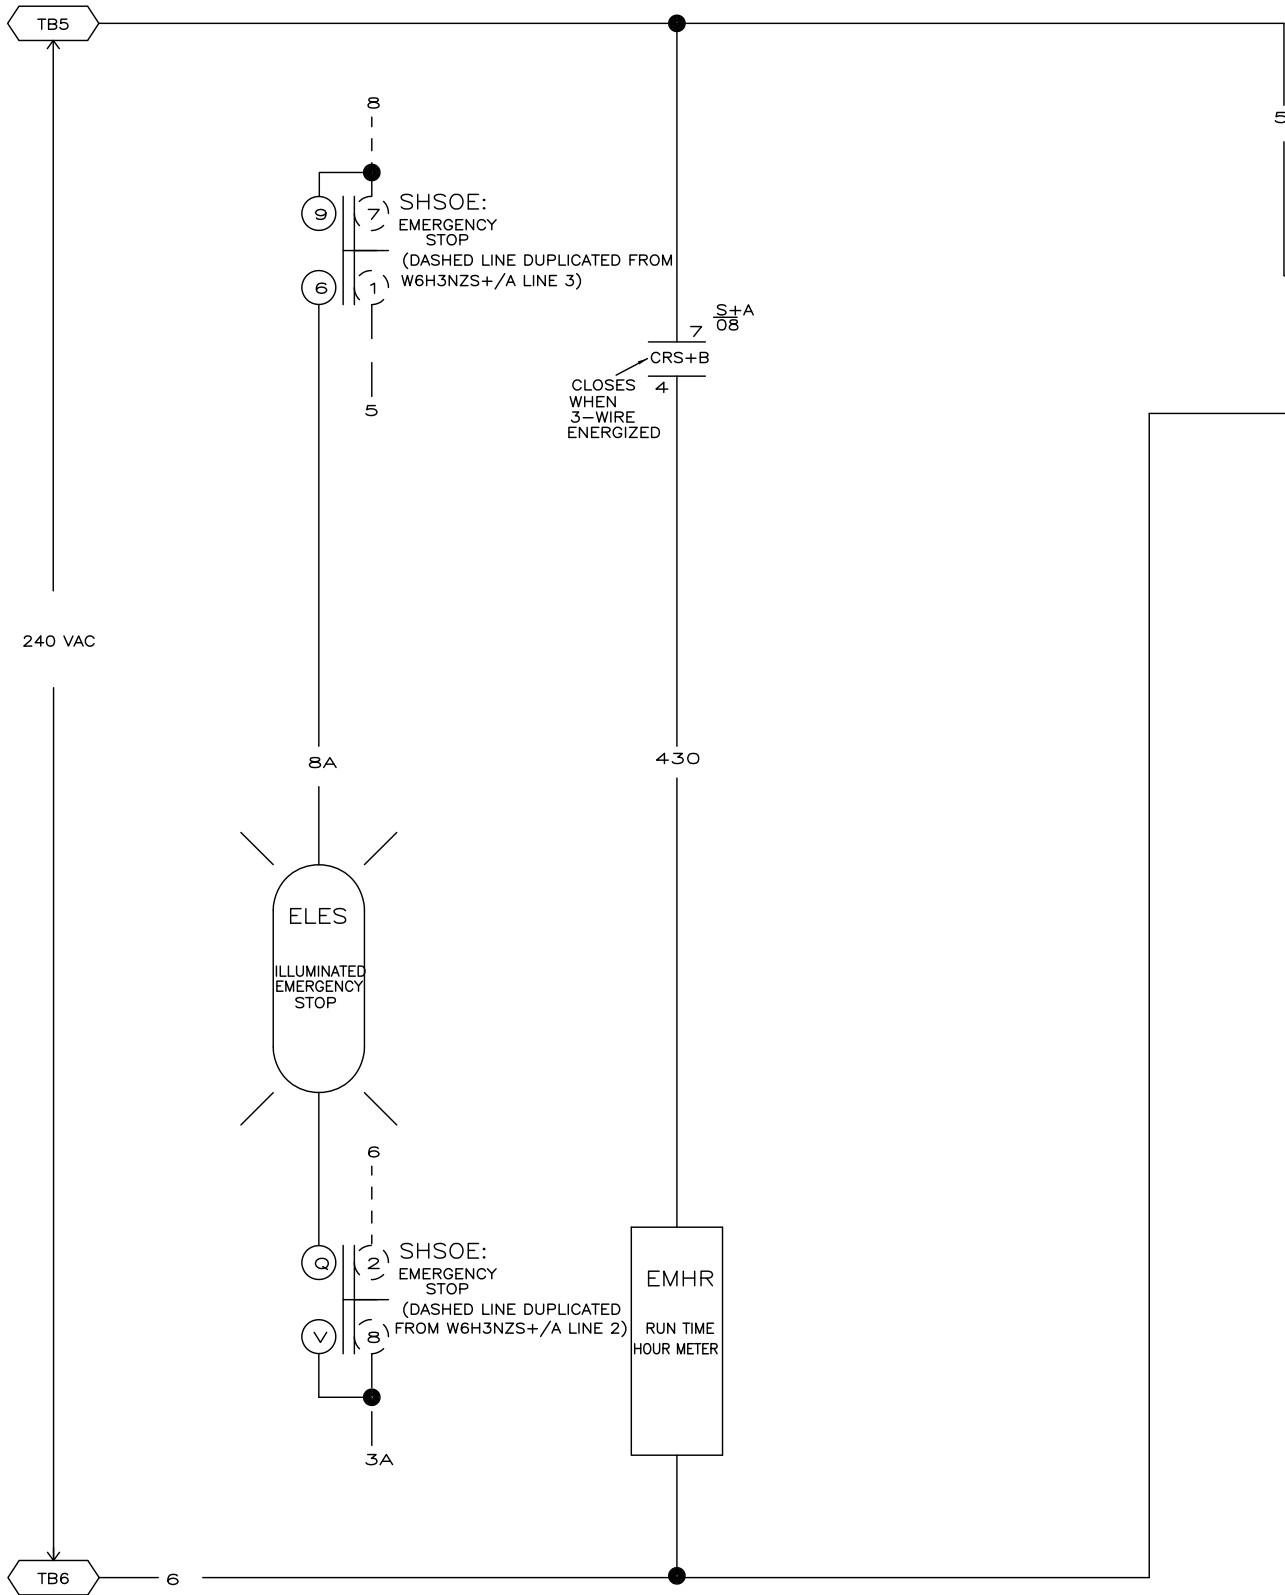 TB5
5
8
9
7
SHSOE:
EMERGENCY
STOP
(DASHED LINE DUPLICATED FROM
W6H3NZS+/A LINE 3)
6
1
5
S+A
08
7
CRS+B
4
CLOSES
WHEN
3-WIRE
ENERGIZED
240 VAC
8A
430
ELES
ILLUMINATED
EMERGENCY
STOP
6
Q
2
SHSOE:
EMERGENCY
STOP
(DASHED LINE DUPLICATED
FROM W6H3NZS+/A LINE 2)
V
8
3A
EMHR
RUN TIME
HOUR METER
TB6
6